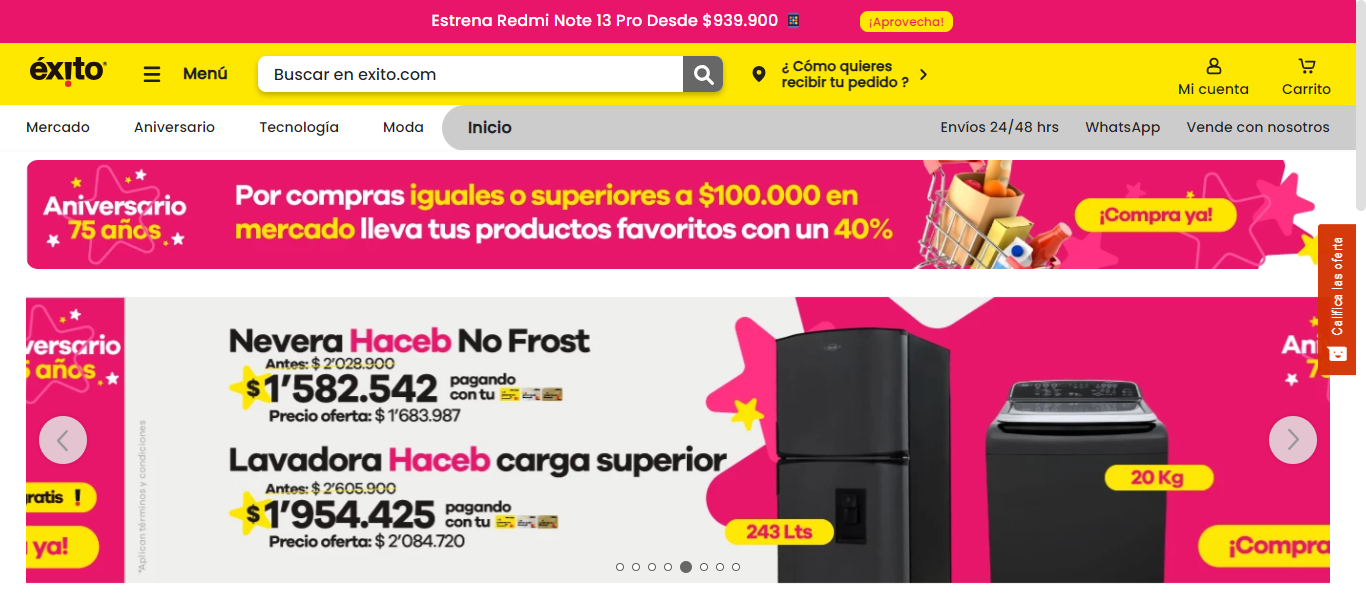 Estrena Redmi Note 13 Pro Desde $939.900
¡Aprovecha!
éxito
Menú
Buscar en exito.com
¿ Cómo quieres
recibir tu pedido ?
Mi cuenta
Carrito
Mercado
Aniversario
Tecnología
Moda
Inicio
Envíos 24/48 hrs
WhatsApp
Vende con nosotros
Aniversario
75 años
Por compras iguales o superiores a $100.000 en
mercado lleva tus productos favoritos con un 40%
¡Compra ya!
Califica las oferta
versario
5 años
gratis !
ya!
*Aplican términos y condiciones
Nevera Haceb No Frost
Antes: $ 2'028.900
$1'582.542 pagando
con tu
Precio oferta: $ 1'683.987
Lavadora Haceb carga superior
Antes: $ 2'605.900
$1'954.425 pagando
con tu
Precio oferta: $ 2'084.720
243 Lts
20 Kg
An
7
¡Compra